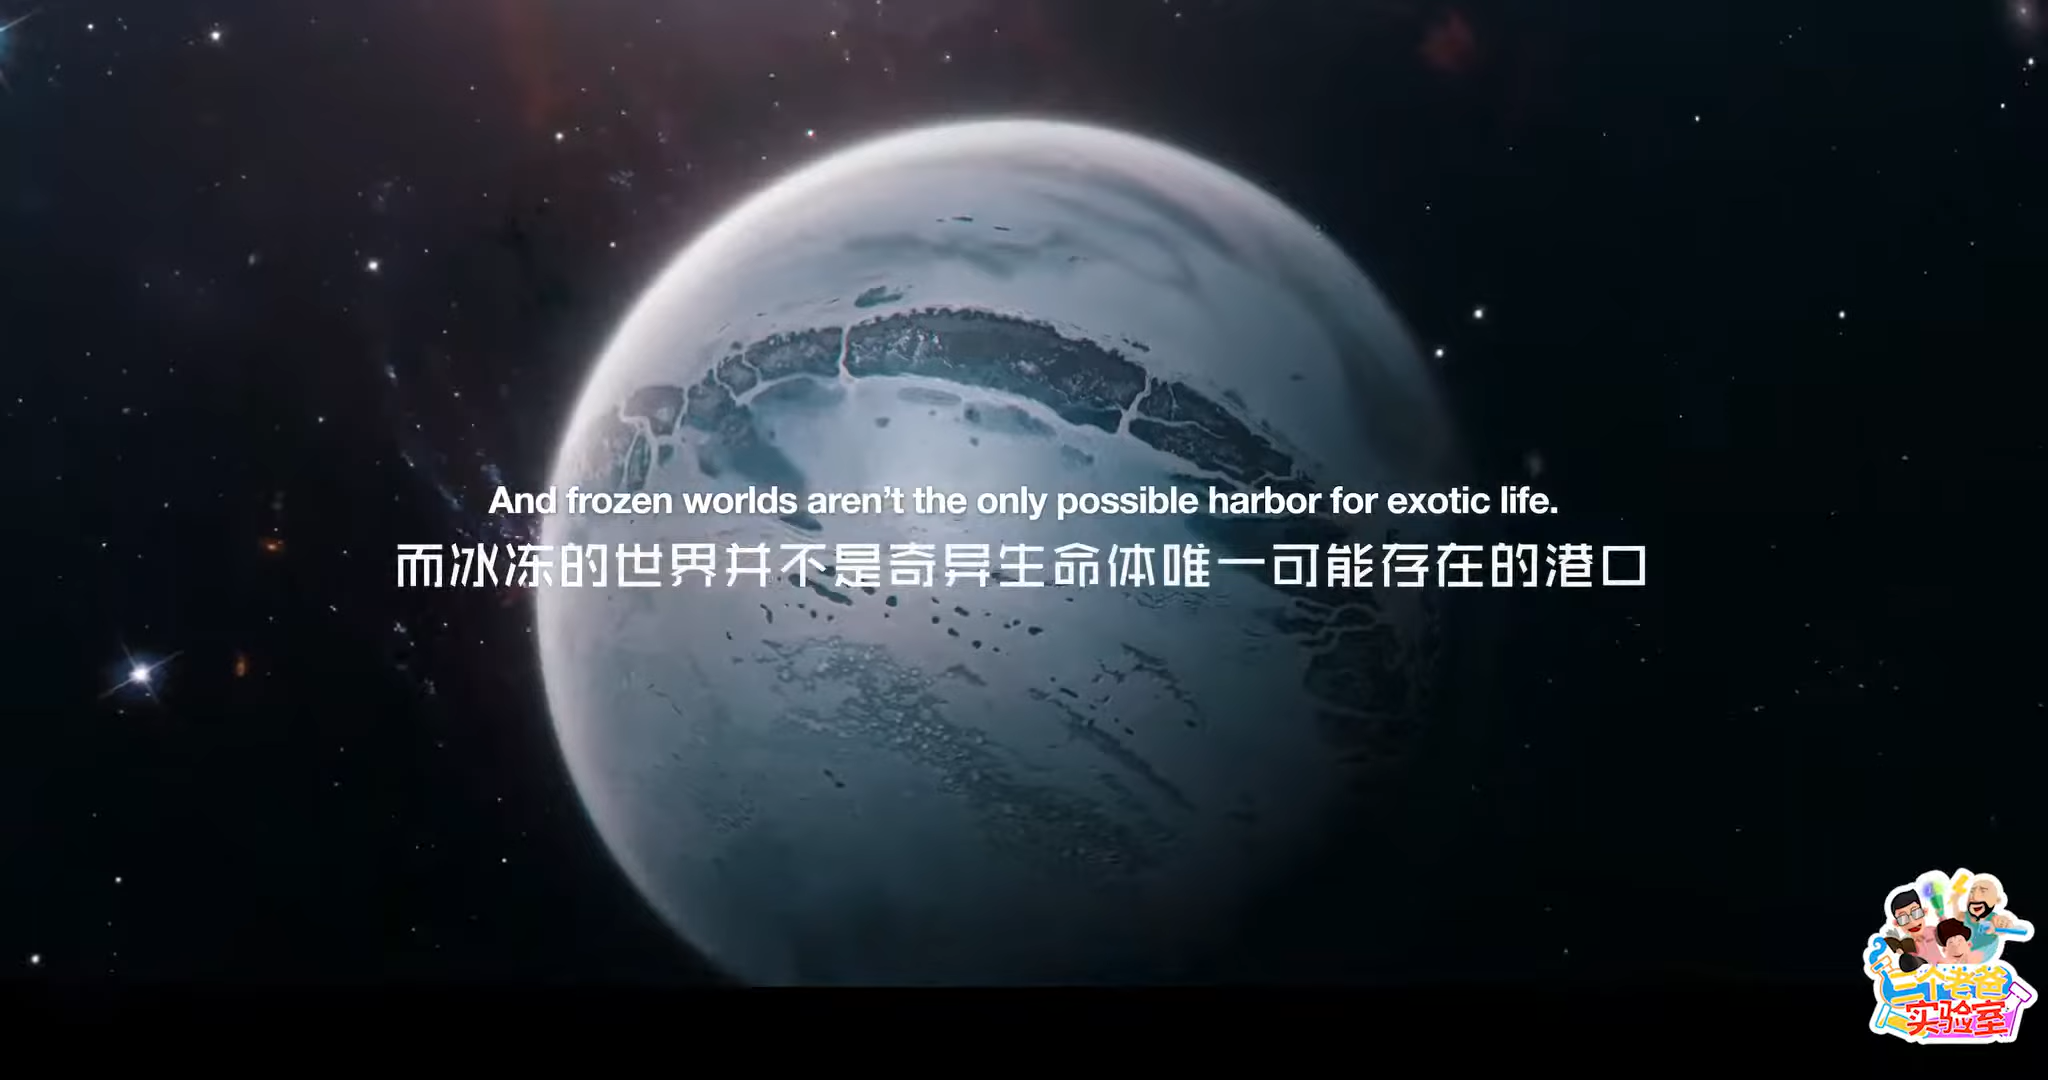 And frozen worlds aren't the only possible harbor for exotic life.
而冰冻的世界并不是奇异生命体唯一可能存在的港口
二个老爸
实验室